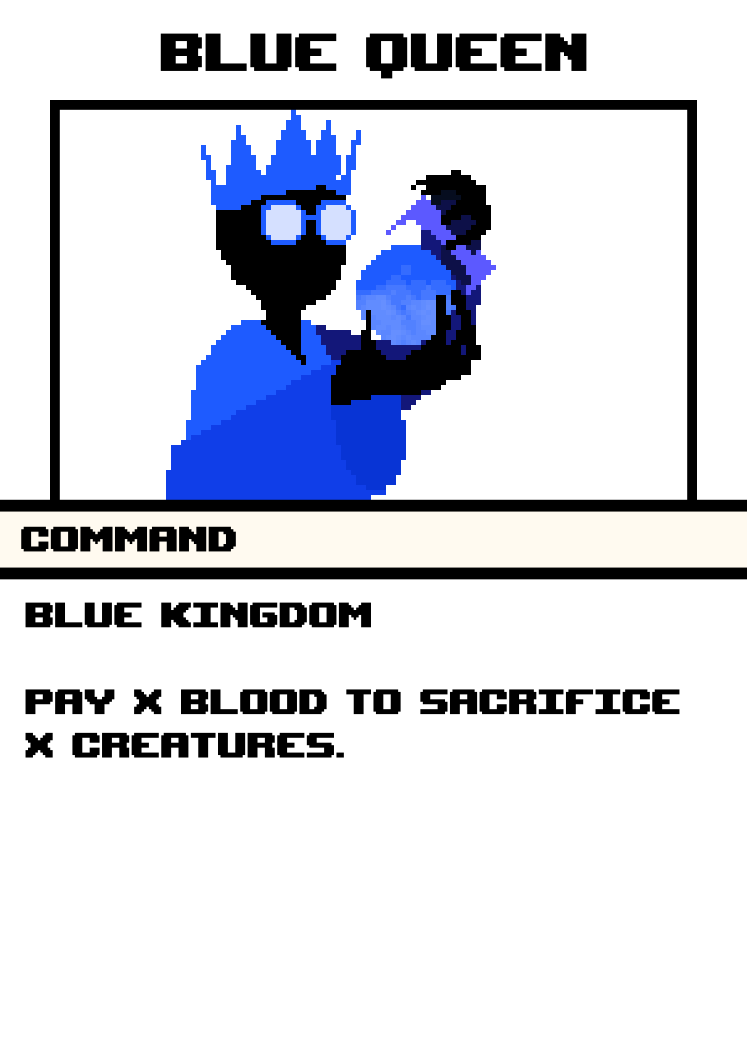 BLUE QUEEN
COMMAND
BLUE KINGDOM
PAY X BLOOD TO SACRIFICE
X CREATURES.